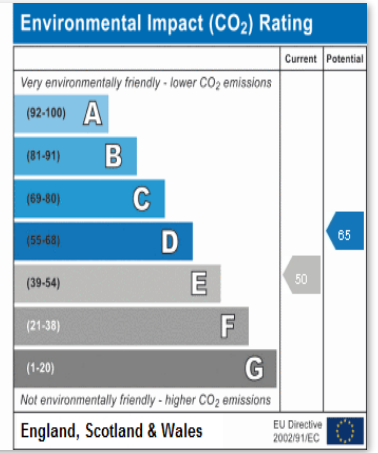 Environmental Impact (CO₂) Rating
Current Potential
Very environmentally friendly - lower CO₂ emissions
(92-100) A
(81-91) B
(69-80) C
(55-68) D
65
(39-54) E
50
(21-38) F
(1-20) G
Not environmentally friendly - higher CO₂ emissions
England, Scotland & Wales
EU Directive
2002/91/EC